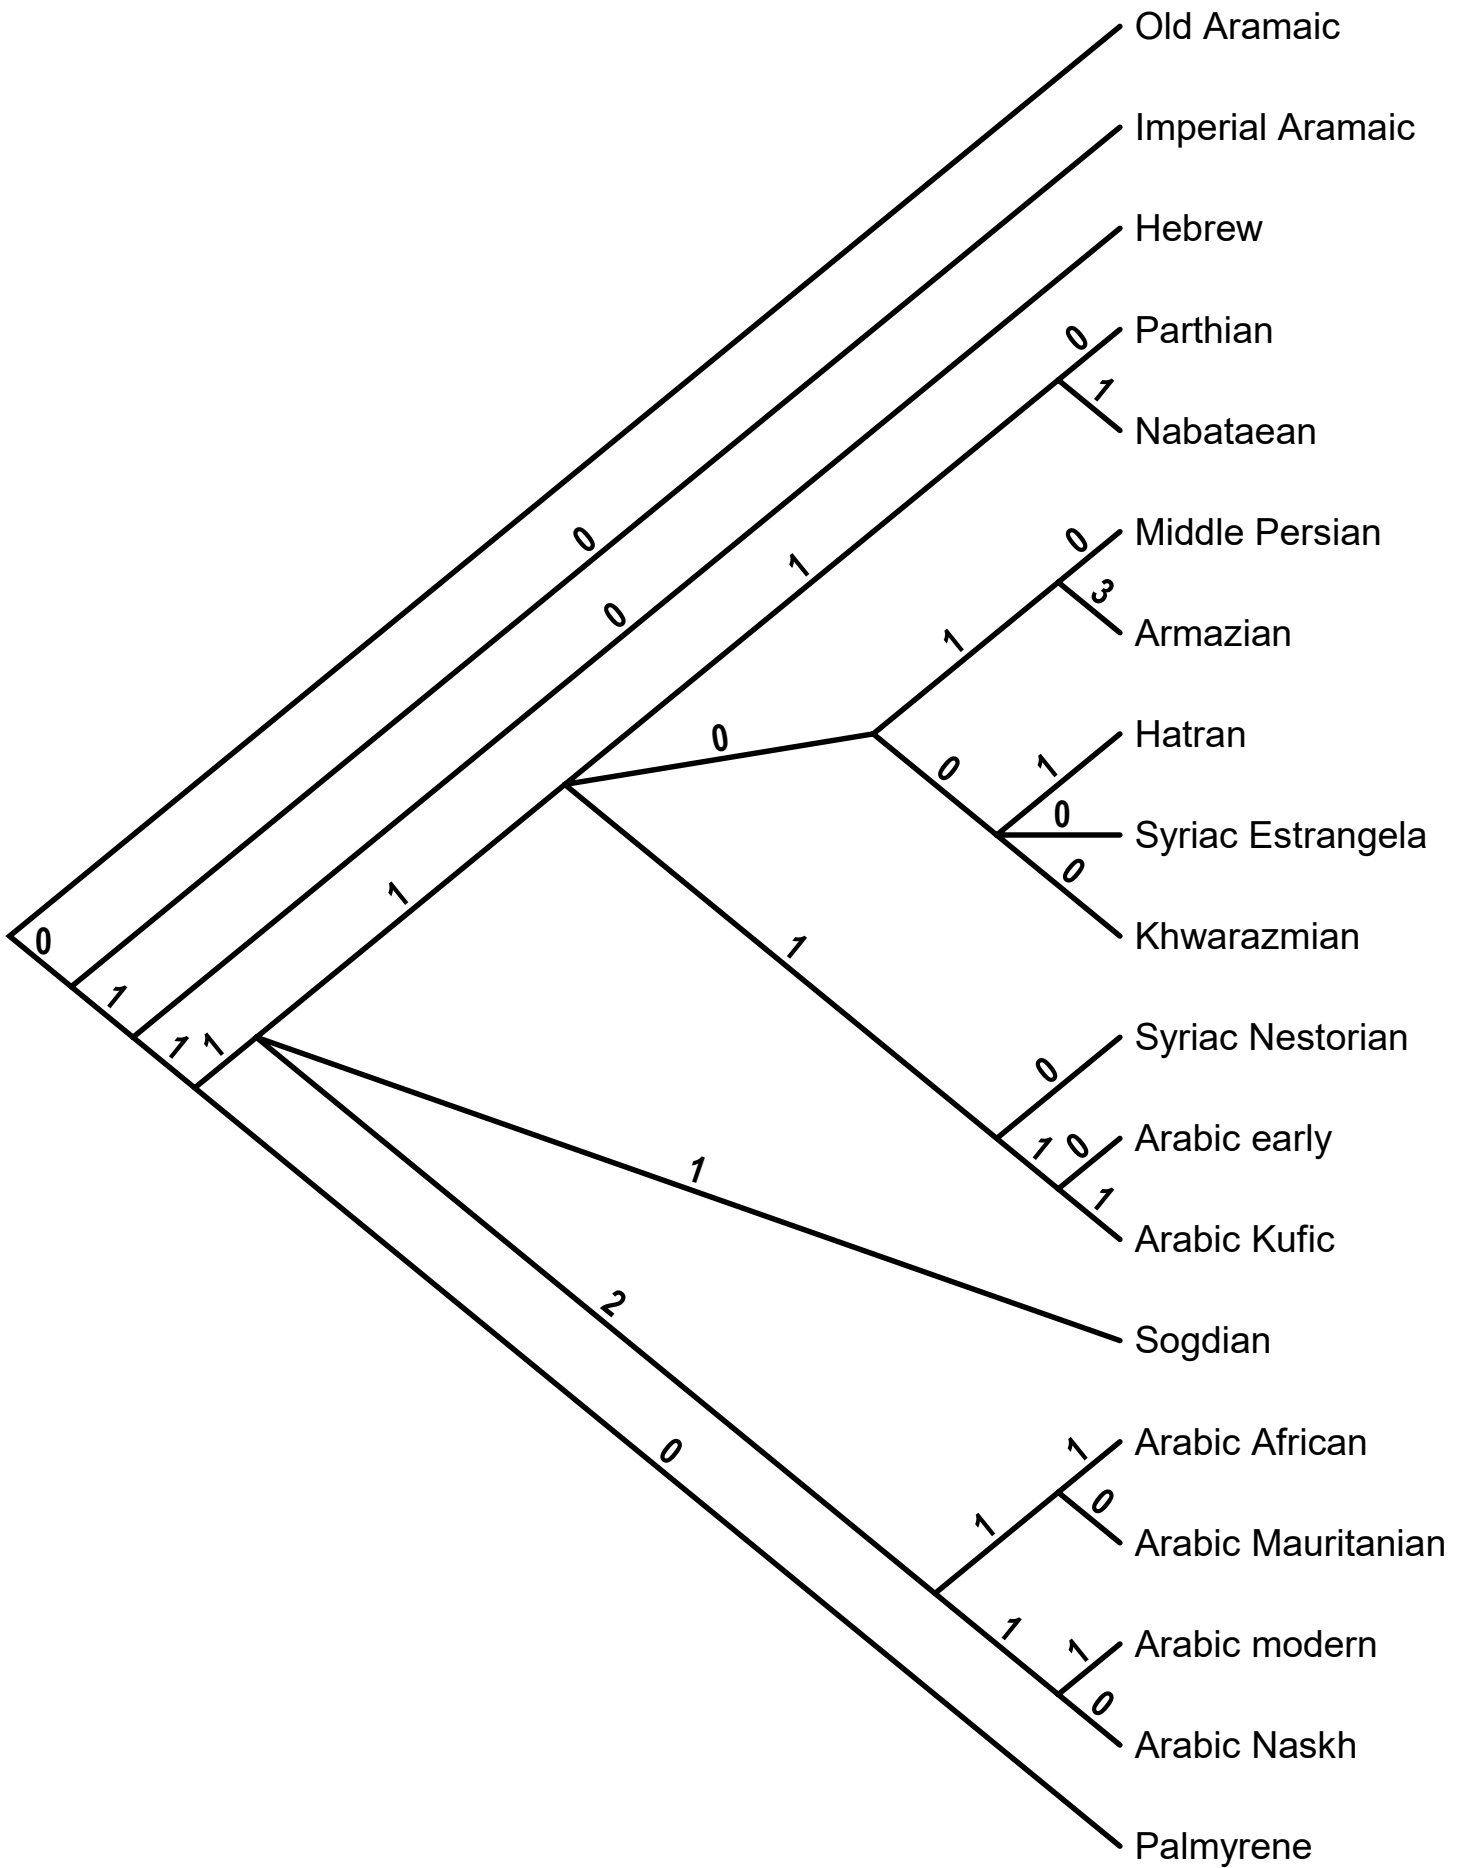 Old Aramaic
Imperial Aramaic
Hebrew
0
Parthian
1
Nabataean
0
Middle Persian
0
1
3
Armazian
0
1
0
1
Hatran
0
1
0
Syriac Estrangela
1
0
Khwarazmian
0
1
1
Syriac Nestorian
1
1
0
1
0
Arabic early
1
1
Arabic Kufic
2
Sogdian
0
1
Arabic African
1
0
Arabic Mauritanian
1
1
Arabic modern
0
Arabic Naskh
Palmyrene